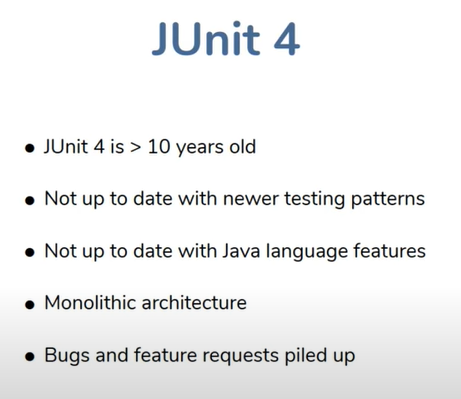 JUnit 4
● JUnit 4 is > 10 years old
● Not up to date with newer testing patterns
● Not up to date with Java language features
● Monolithic architecture
● Bugs and feature requests piled up